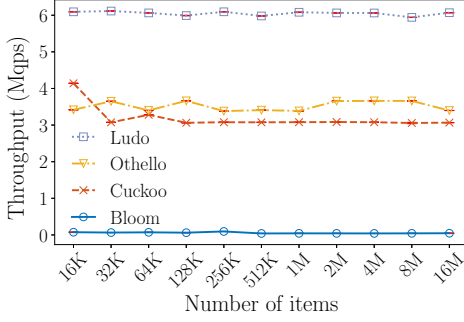 Throughput (Mqps)
6
5
4
3
2
1
0
Ludo
Othello
Cuckoo
Bloom
16K 32K 64K 128K 256K 512K 1M 2M 4M 8M 16M
Number of items